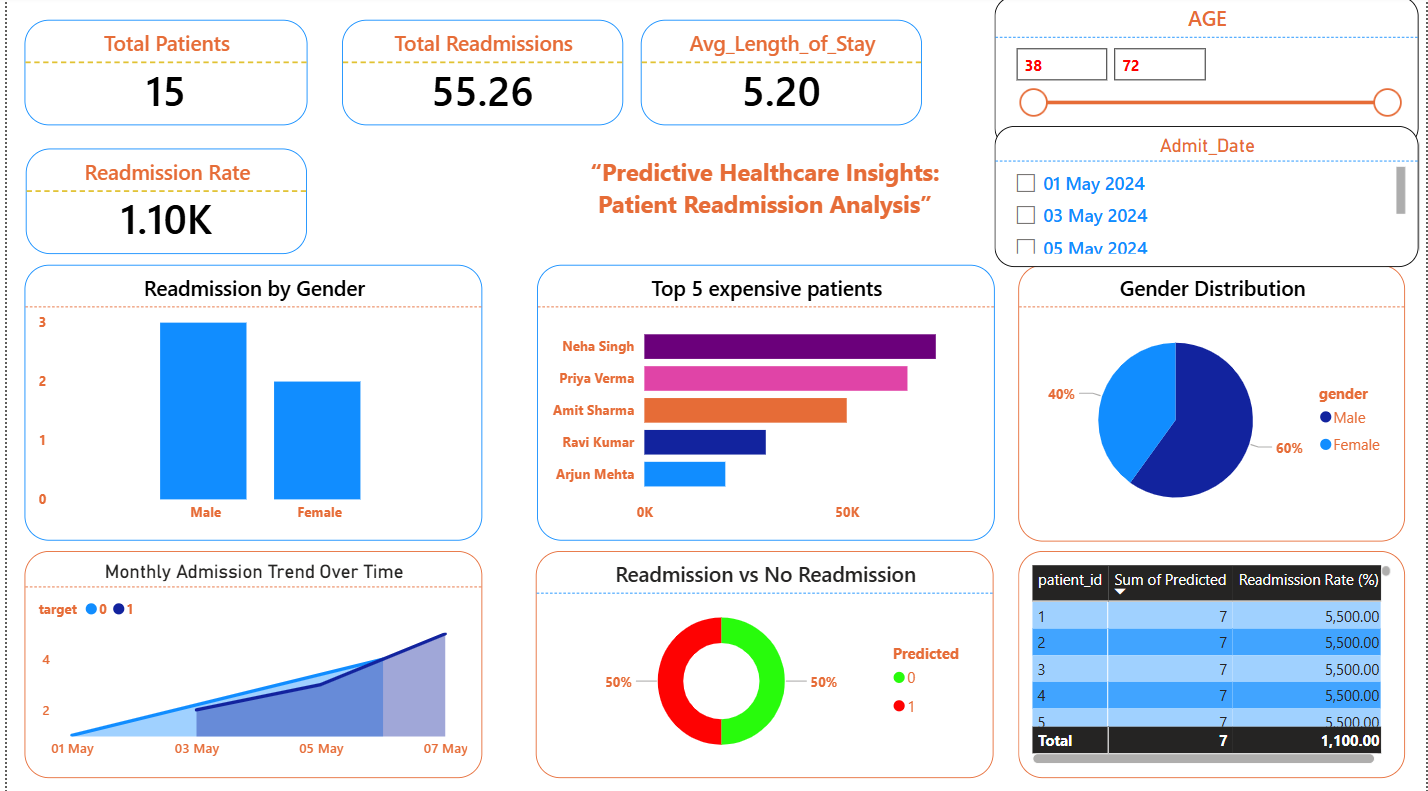 Total Patients
15
Total Readmissions
55.26
Avg_Length_of_Stay
5.20
AGE
38 72
Admit_Date
01 May 2024
03 May 2024
05 May 2024
Readmission Rate
1.10K
“Predictive Healthcare Insights:
Patient Readmission Analysis”
Readmission by Gender
3
2
1
0
Male Female
Top 5 expensive patients
Neha Singh
Priya Verma
Amit Sharma
Ravi Kumar
Arjun Mehta
0K 50K
Gender Distribution
40%
60%
gender
Male
Female
Monthly Admission Trend Over Time
target 0 1
4
2
01 May 03 May 05 May 07 May
Readmission vs No Readmission
50% 50%
Predicted
0
1
patient_id Sum of Predicted Readmission Rate (%)
1 7 5,500.00
2 7 5,500.00
3 7 5,500.00
4 7 5,500.00
5 7 5,500.00
Total 7 1,100.00